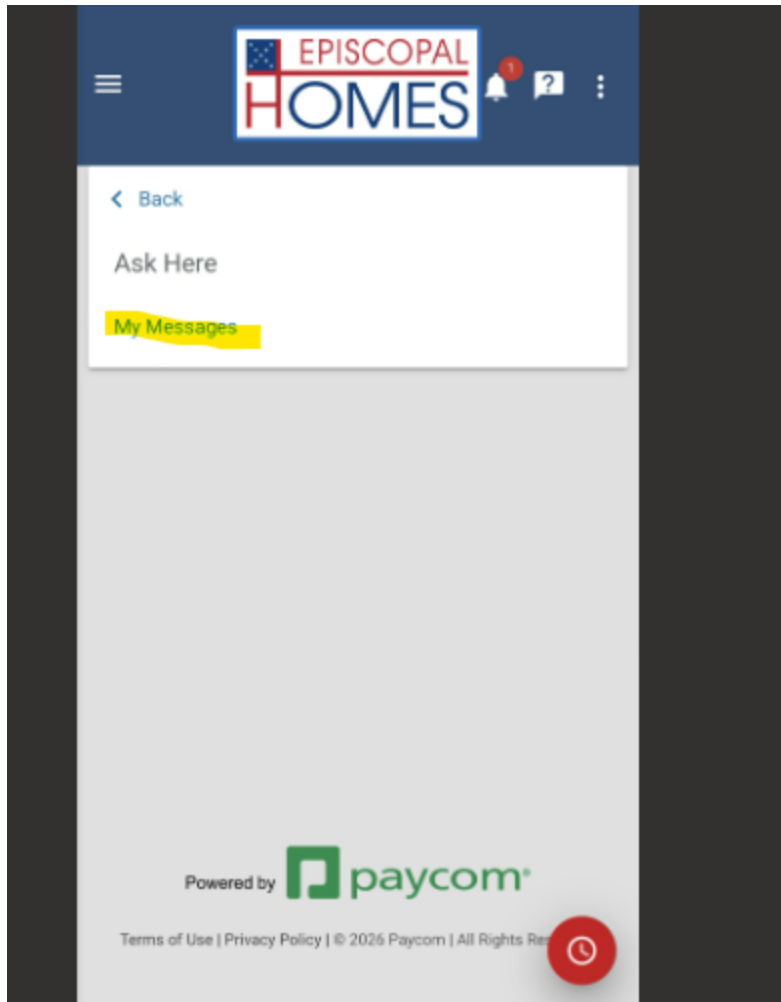 EPISCOPAL
HOMES
1
?
Back
Ask Here
My Messages
Powered by paycom®
Terms of Use | Privacy Policy | © 2026 Paycom | All Rights